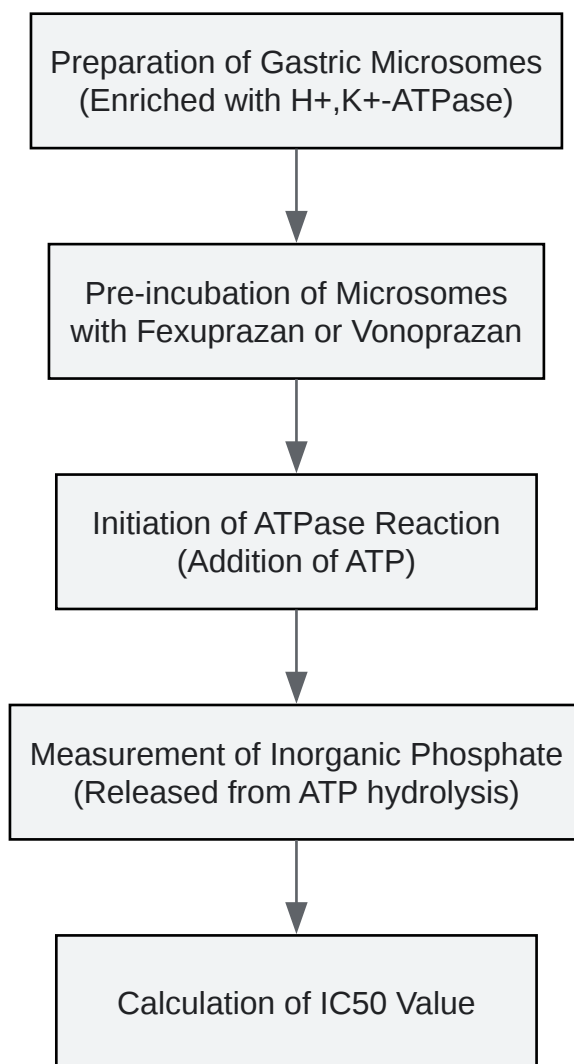 Preparation of Gastric Microsomes
(Enriched with H+,K+-ATPase)
Pre-incubation of Microsomes
with Fexuprazan or Vonoprazan
Initiation of ATPase Reaction
(Addition of ATP)
Measurement of Inorganic Phosphate
(Released from ATP hydrolysis)
Calculation of IC50 Value